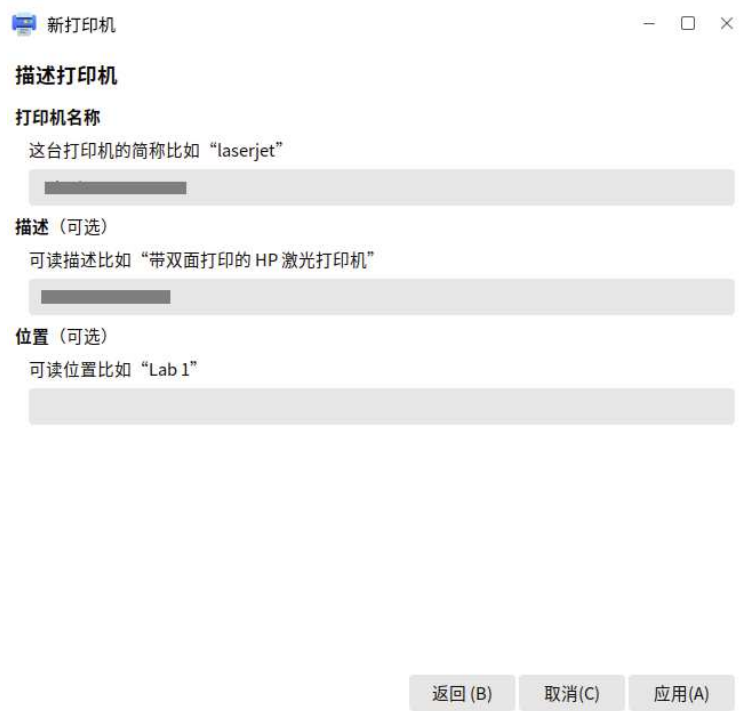 新打印机
描述打印机
打印机名称
这台打印机的简称比如“laserjet”
描述（可选）
可读描述比如“带双面打印的 HP 激光打印机”
位置（可选）
可读位置比如“Lab 1”
返回 (B) 取消(C) 应用(A)